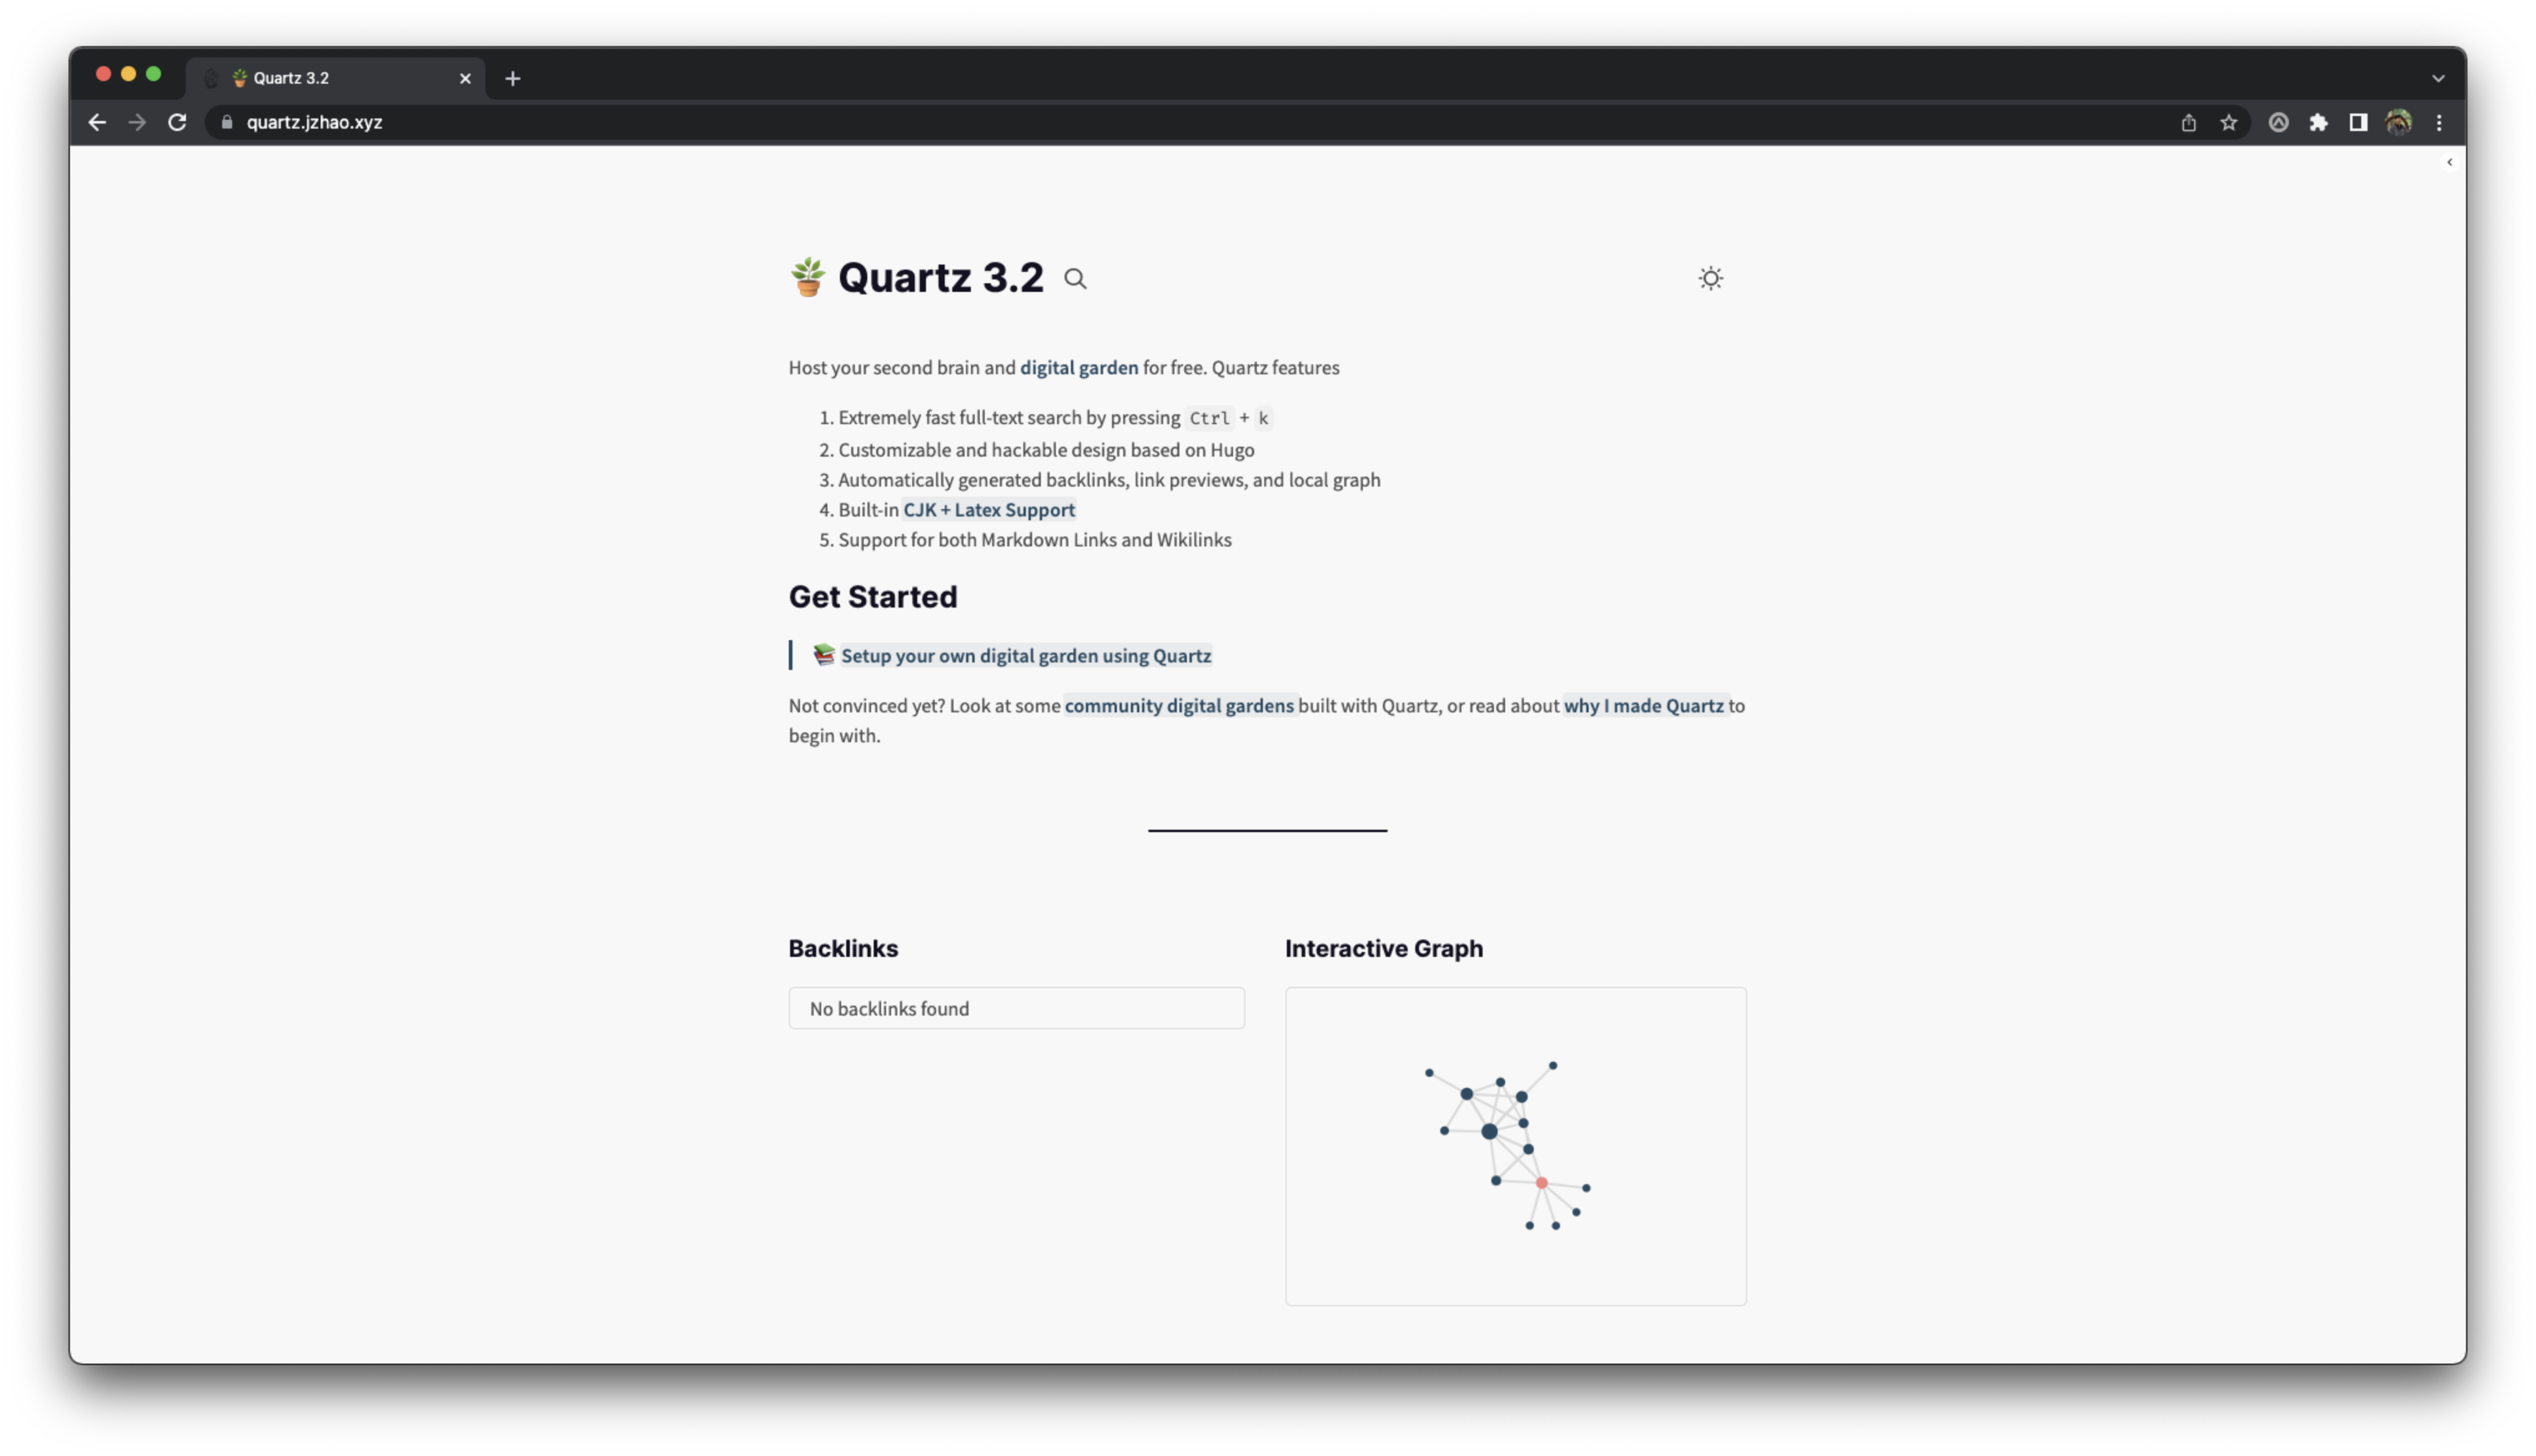 Quartz 3.2
quartz.jzhao.xyz
Quartz 3.2
Host your second brain and digital garden for free. Quartz features
1. Extremely fast full-text search by pressing Ctrl + k
2. Customizable and hackable design based on Hugo
3. Automatically generated backlinks, link previews, and local graph
4. Built-in CJK + Latex Support
5. Support for both Markdown Links and Wikilinks
Get Started
Setup your own digital garden using Quartz
Not convinced yet? Look at some community digital gardens built with Quartz, or read about why I made Quartz to
begin with.
Backlinks
No backlinks found
Interactive Graph